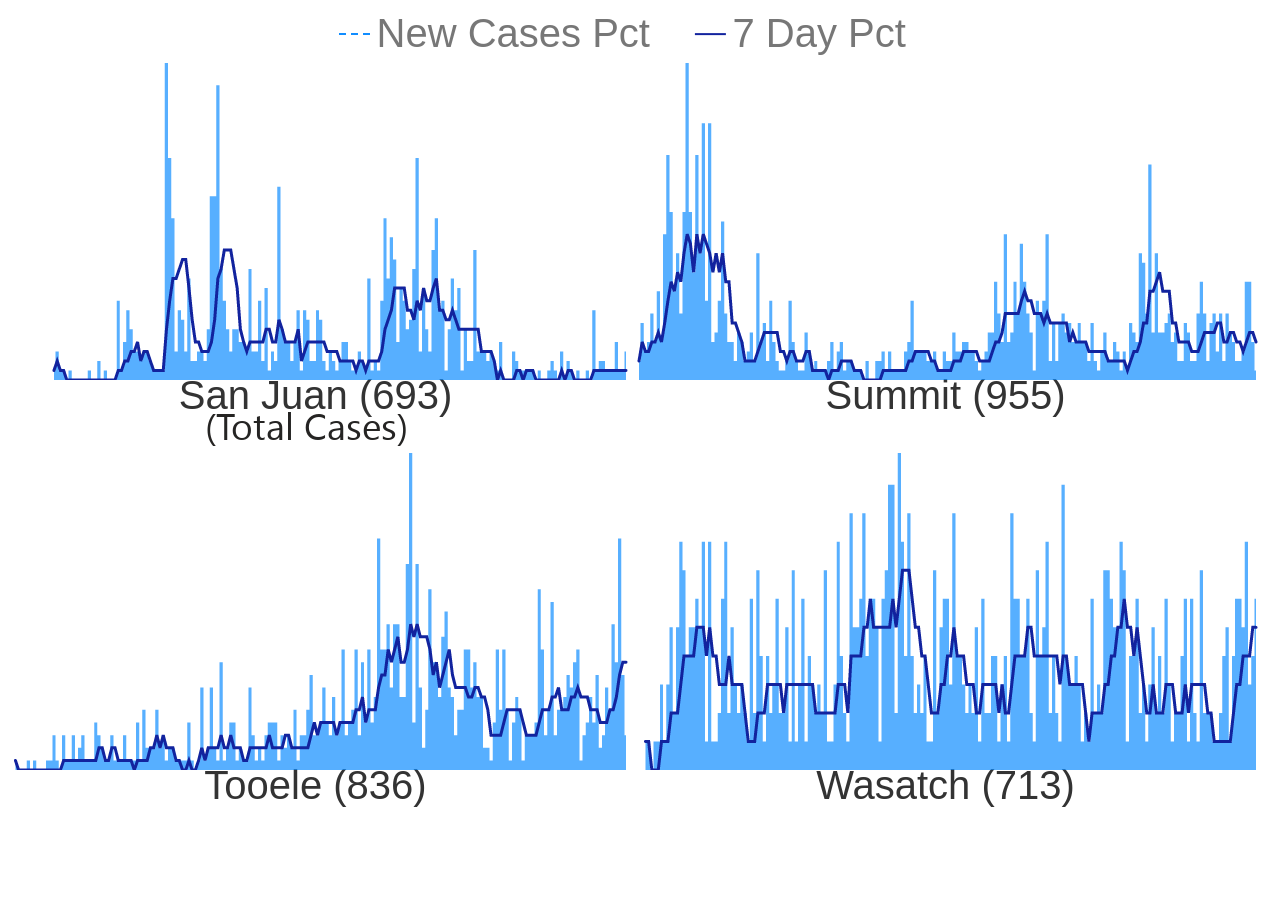 New Cases Pct 7 Day Pct
San Juan (693) Summit (955)
(Total Cases)
Tooele (836) Wasatch (713)